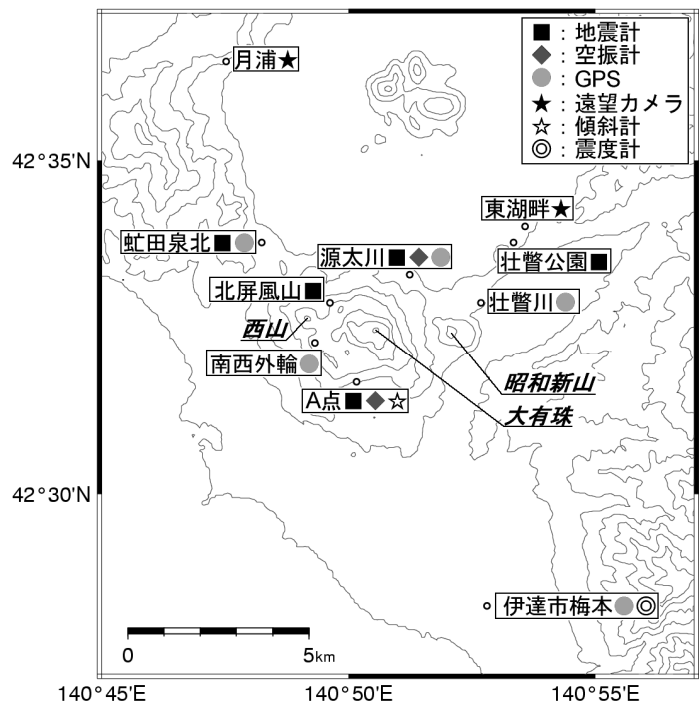 ■：地震計
◆：空振計
●：GPS
★：遠望カメラ
☆：傾斜計
◎：震度計
月浦★
42°35'N
東湖畔★
虻田泉北■●
源太川■◆●
壮瞥公園■
北屏風山■
壮瞥川●
西山
南西外輪●
昭和新山
A点■◆☆
大有珠
42°30'N
伊達市梅本●◎
0 5km
140°45'E 140°50'E 140°55'E